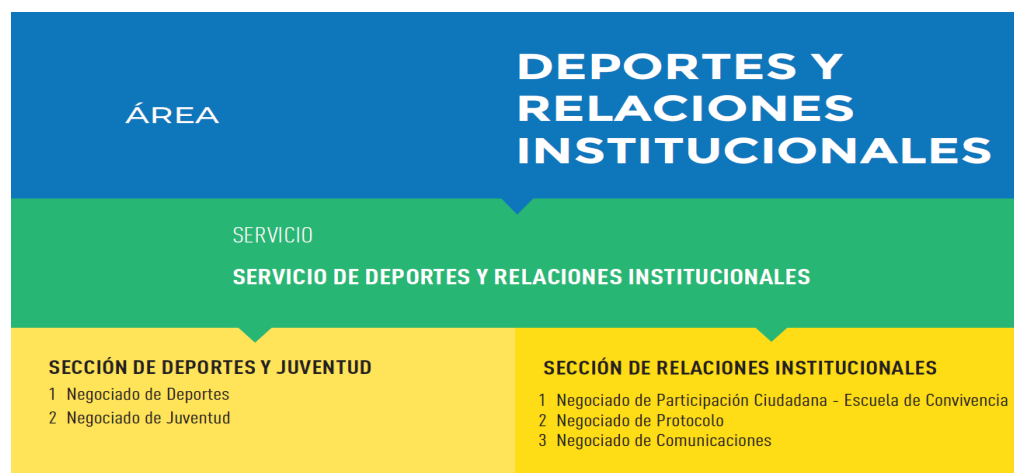 ÁREA
DEPORTES Y
RELACIONES
INSTITUCIONALES
SERVICIO
SERVICIO DE DEPORTES Y RELACIONES INSTITUCIONALES
SECCIÓN DE DEPORTES Y JUVENTUD
1 Negociado de Deportes
2 Negociado de Juventud
SECCIÓN DE RELACIONES INSTITUCIONALES
1 Negociado de Participación Ciudadana - Escuela de Convivencia
2 Negociado de Protocolo
3 Negociado de Comunicaciones